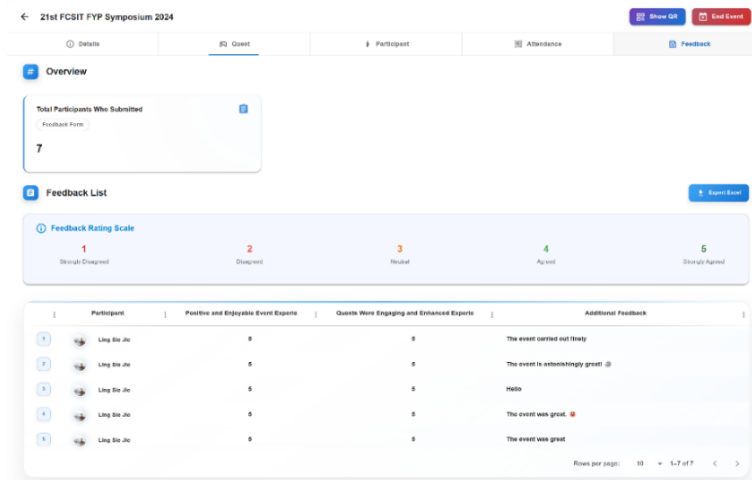 21st FCSIT FYP Symposium 2024
Show QR
End Event
Details
Quest
Participant
Attendance
Feedback
Overview
Total Participants Who Submitted
Feedback Form
7
Feedback List
Export Excel
Feedback Rating Scale
1 2 3 4 5
Strongly Disagreed Disagreed Neutral Agreed Strongly Agreed
Participant Positive and Enjoyable Event Experie Quests Were Engaging and Enhanced Experie Additional Feedback
1 Ling Sie Jie 5 5 The event carried out finely
2 Ling Sie Jie 5 5 The event is astonishingly great!
3 Ling Sie Jie 5 5 Hello
4 Ling Sie Jie 5 5 The event was great.
5 Ling Sie Jie 5 5 The event was great
Rows per page: 10 1–7 of 7